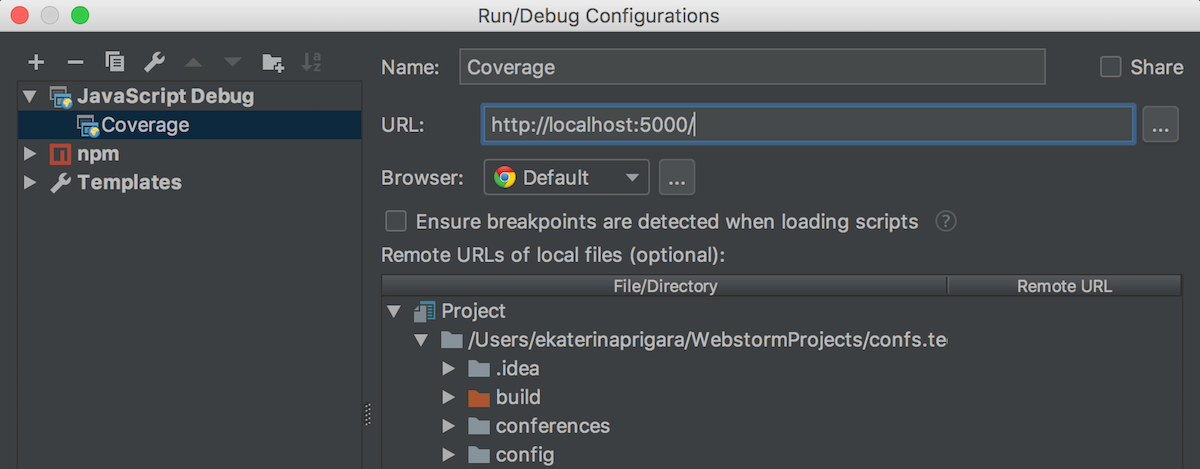 Run/Debug Configurations
Name: Coverage Share
JavaScript Debug
Coverage
URL: http://localhost:5000/ ...
npm
Templates
Browser: Default ...
Ensure breakpoints are detected when loading scripts ?
Remote URLs of local files (optional):
File/Directory Remote URL
Project
/Users/ekaterinaprigara/WebstormProjects/confs.te
.idea
build
conferences
config